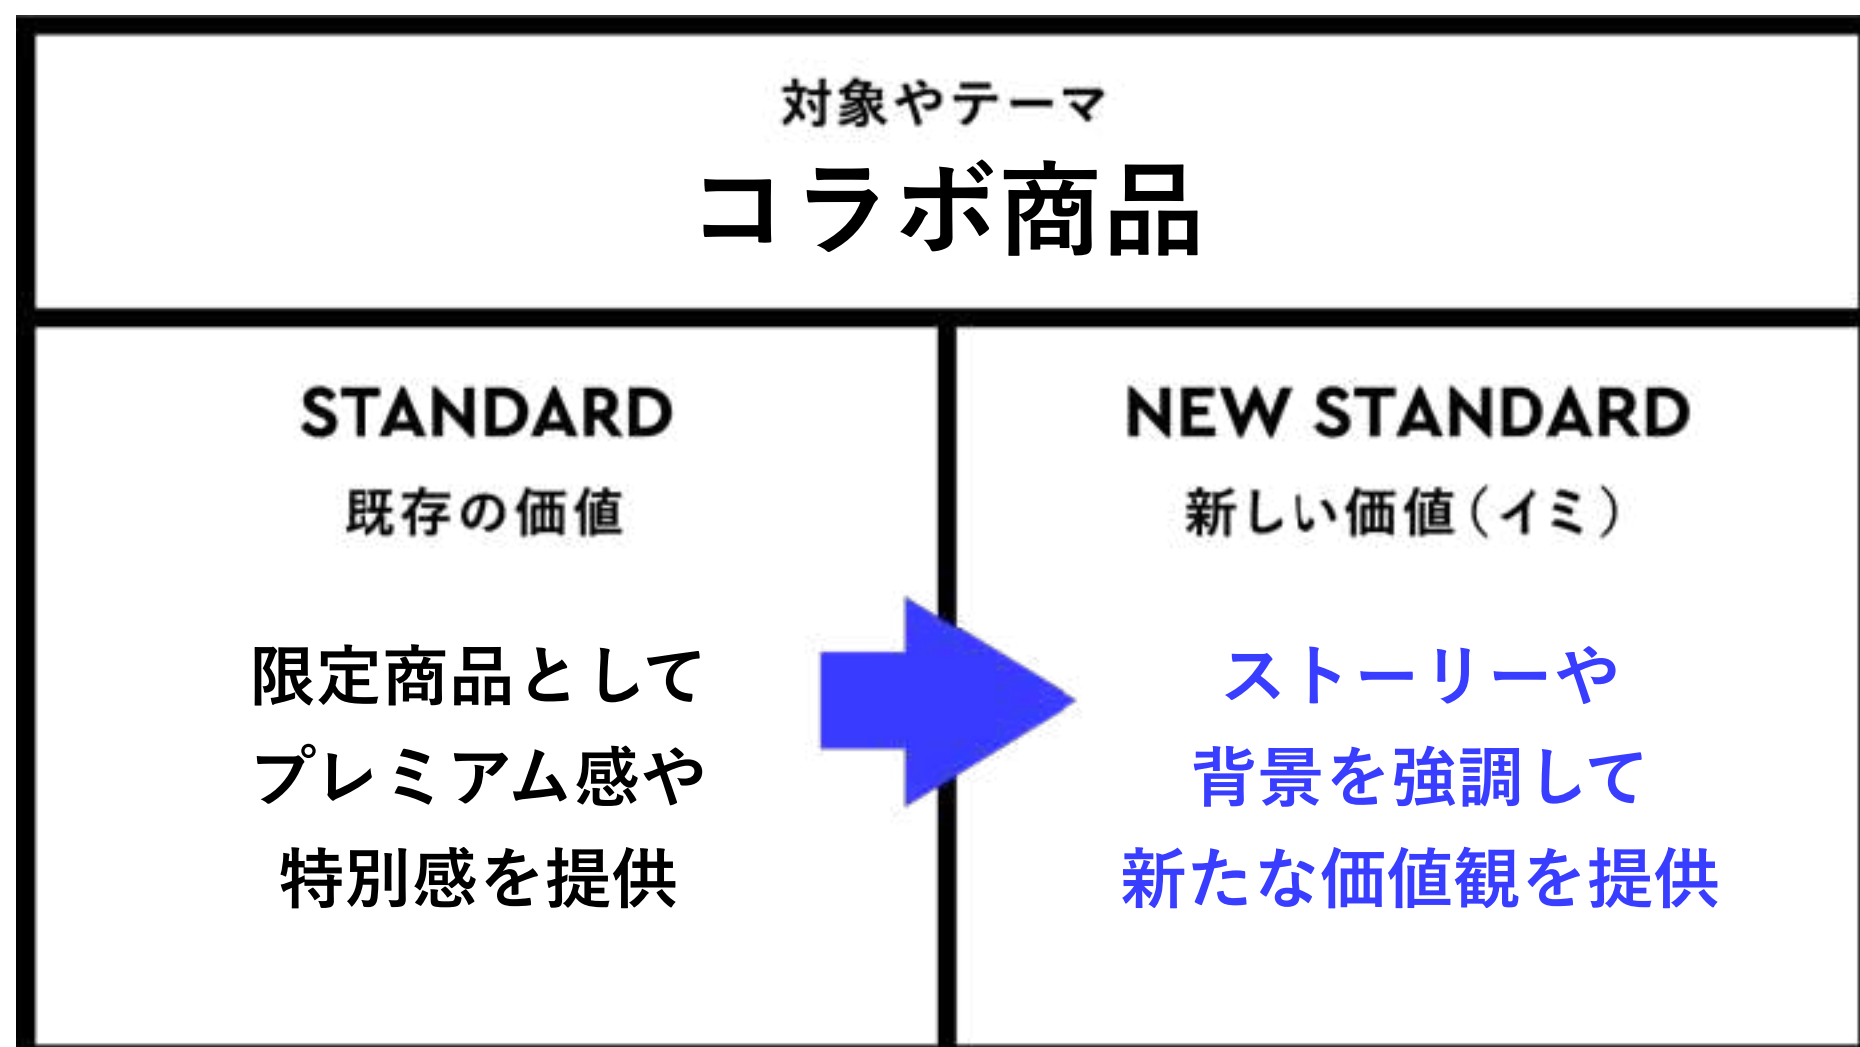 対象やテーマ
コラボ商品
STANDARD
既存の価値
限定商品として
プレミアム感や
特別感を提供
NEW STANDARD
新しい価値（イミ）
ストーリーや
背景を強調して
新たな価値観を提供